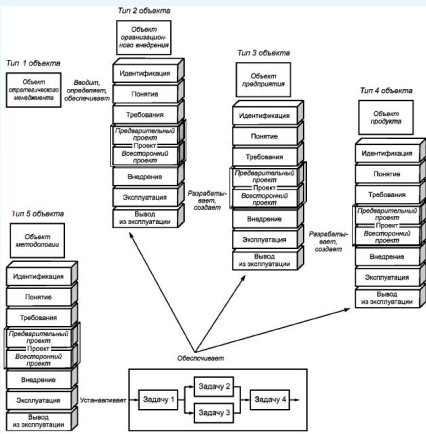 Тип 2 объекта
Объект
организацион-
ного внедрения
Тип 1 объекта
Объект
стратегического
менеджмента
Вводит,
определяет,
обеспечивает
Идентификация
Понятие
Требования
Предварительный
проект
Проект
Всесторонний
проект
Внедрение
Эксплуатация
Вывод
из эксплуатации
Тип 3 объекта
Объект
предприятия
Разрабаты-
вает,
создает
Идентификация
Понятие
Требования
Предварительный
проект
Проект
Всесторонний
проект
Внедрение
Эксплуатация
Вывод
из эксплуатации
Тип 4 объекта
Объект
продукта
Разрабаты-
вает,
создает
Идентификация
Понятие
Требования
Предварительный
проект
Проект
Всесторонний
проект
Внедрение
Эксплуатация
Вывод
из эксплуатации
Тип 5 объекта
Объект
методологии
Идентификация
Понятие
Требования
Предварительный
проект
Проект
Всесторонний
проект
Внедрение
Эксплуатация
Вывод
из эксплуатации
Обеспечивает
Устанавливает
Задачу 1
Задачу 2
Задачу 3
Задачу 4